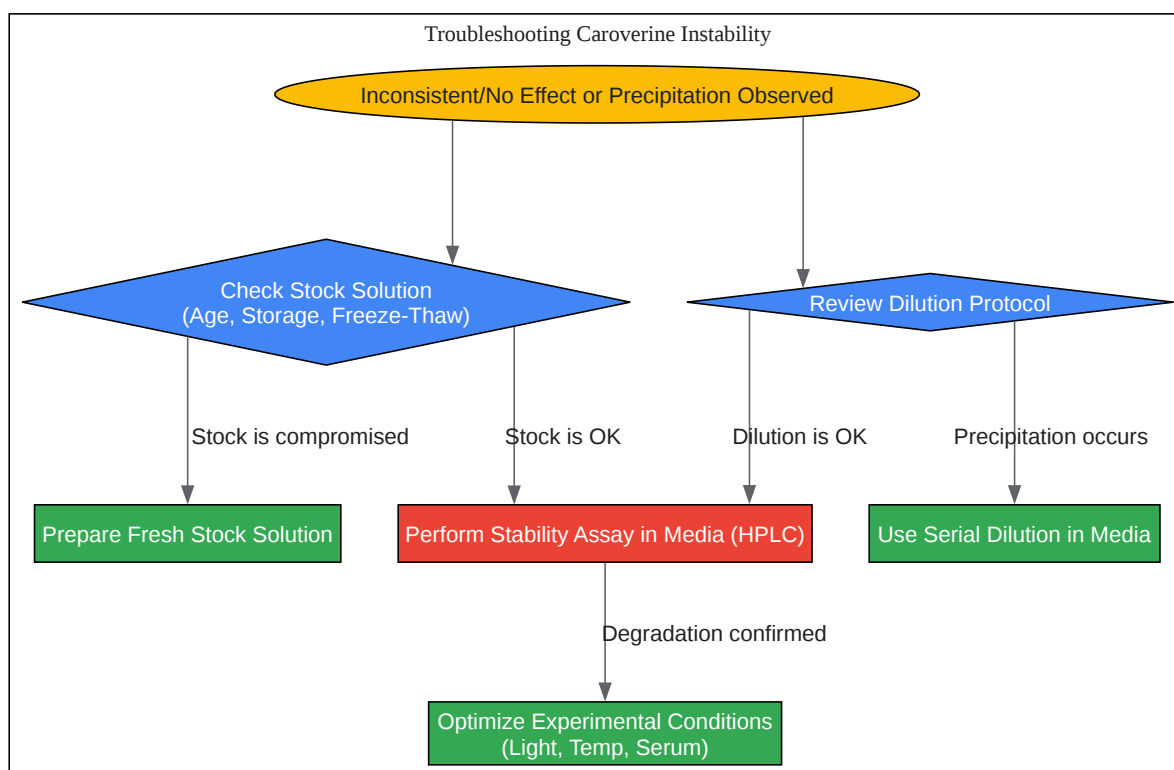 Troubleshooting Caroverine Instability
Inconsistent/No Effect or Precipitation Observed
Check Stock Solution
(Age, Storage, Freeze-Thaw)
Review Dilution Protocol
Stock is compromised
Stock is OK
Dilution is OK
Precipitation occurs
Prepare Fresh Stock Solution
Perform Stability Assay in Media (HPLC)
Use Serial Dilution in Media
Degradation confirmed
Optimize Experimental Conditions
(Light, Temp, Serum)